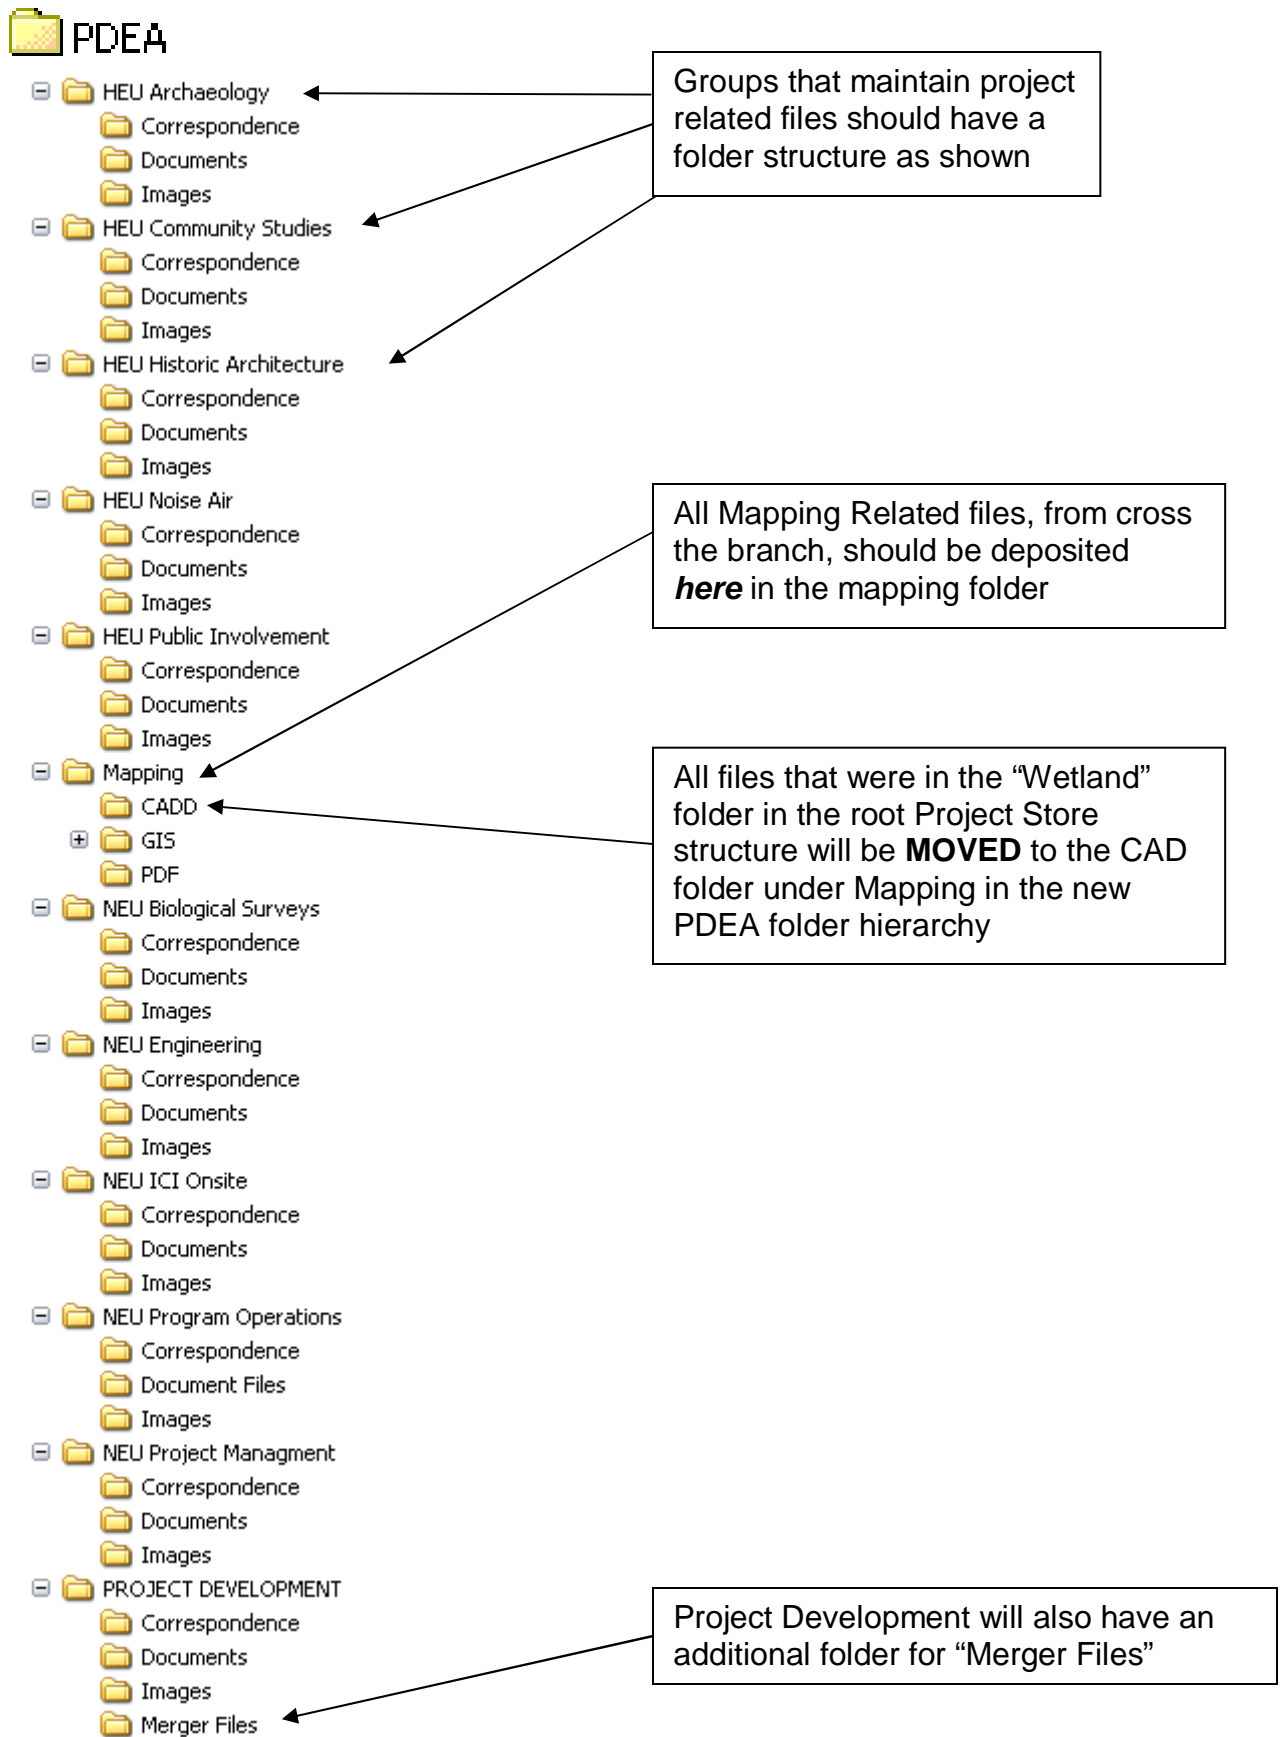 PDEA
HEU Archaeology
Correspondence
Documents
Images
HEU Community Studies
Correspondence
Documents
Images
HEU Historic Architecture
Correspondence
Documents
Images
HEU Noise Air
Correspondence
Documents
Images
HEU Public Involvement
Correspondence
Documents
Images
Mapping
CADD
GIS
PDF
NEU Biological Surveys
Correspondence
Documents
Images
NEU Engineering
Correspondence
Documents
Images
NEU ICI Onsite
Correspondence
Documents
Images
NEU Program Operations
Correspondence
Document Files
Images
NEU Project Managment
Correspondence
Documents
Images
PROJECT DEVELOPMENT
Correspondence
Documents
Images
Merger Files
Groups that maintain project
related files should have a
folder structure as shown
All Mapping Related files, from cross
the branch, should be deposited
here in the mapping folder
All files that were in the “Wetland”
folder in the root Project Store
structure will be MOVED to the CAD
folder under Mapping in the new
PDEA folder hierarchy
Project Development will also have an
additional folder for “Merger Files”